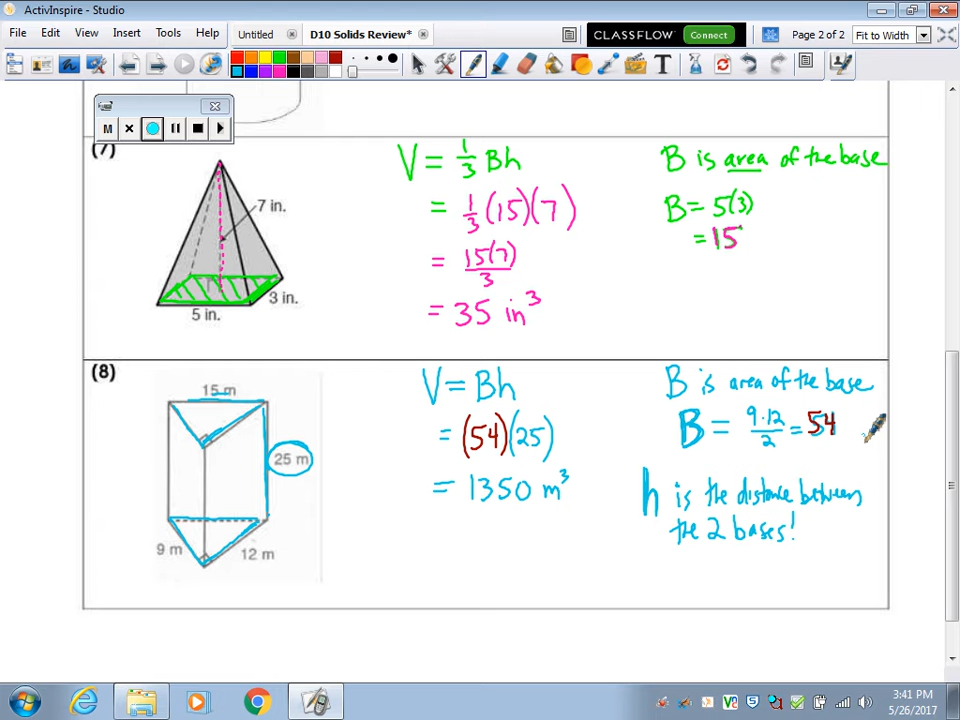 ActivInspire - Studio
File Edit View Insert Tools Help Untitled D10 Solids Review* CLASSFLOW Connect Page 2 of 2 Fit to Width
M
T
(7)
7 in.
3 in.
5 in.
V = 1/3 Bh
= 1/3 (15)(7)
= 15(7)/3
= 35 in³
B is area of the base
B = 5(3)
= 15
(8)
15 m
25 m
9 m
12 m
V = Bh
= (54)(25)
= 1350 m³
B is area of the base
B = 9·12/2 = 54
h is the distance between
the 2 bases!
3:41 PM
5/26/2017